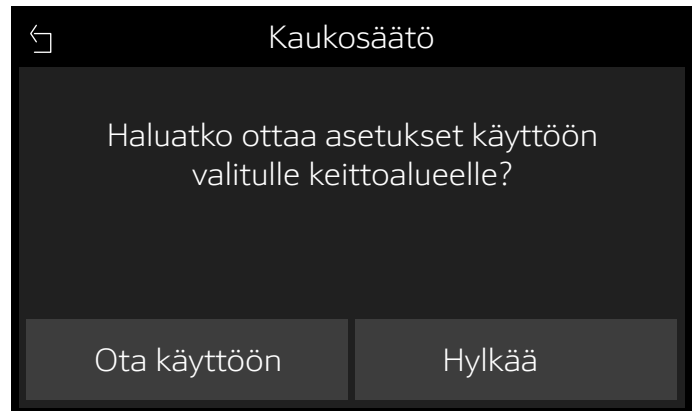 Kaukosäätö
Haluatko ottaa asetukset käyttöön
valitulle keittoalueelle?
Ota käyttöön
Hylkää